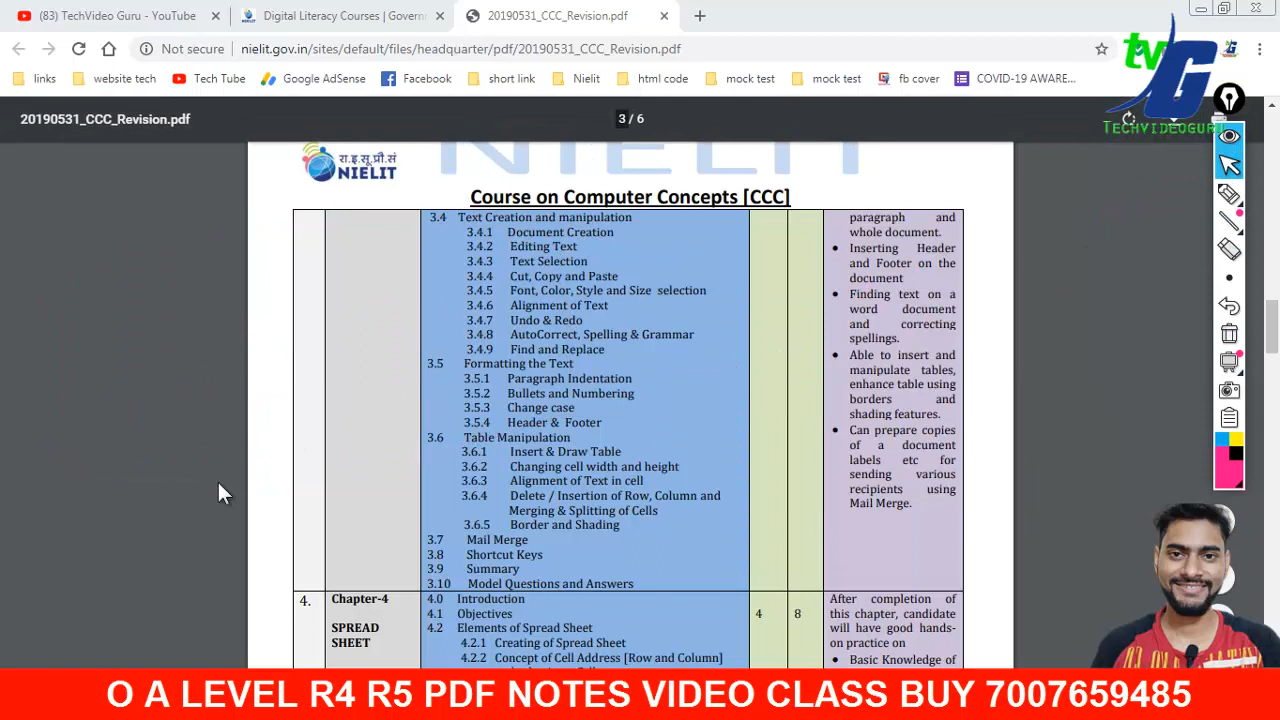 (83) TechVideo Guru - YouTube
Digital Literacy Courses | Govern
20190531_CCC_Revision.pdf
Not secure
nielit.gov.in/sites/default/files/headquarter/pdf/20190531_CCC_Revision.pdf
links
website tech
Tech Tube
Google AdSense
Facebook
short link
Nielit
html code
mock test
mock test
fb cover
COVID-19 AWARE...
tv
G
TECHVIDEOGURU
20190531_CCC_Revision.pdf
3 / 6
रा.इ.सू.प्रौ.सं
NIELIT
NIELIT
Course on Computer Concepts [CCC]
3.4 Text Creation and manipulation
3.4.1 Document Creation
3.4.2 Editing Text
3.4.3 Text Selection
3.4.4 Cut, Copy and Paste
3.4.5 Font, Color, Style and Size selection
3.4.6 Alignment of Text
3.4.7 Undo & Redo
3.4.8 AutoCorrect, Spelling & Grammar
3.4.9 Find and Replace
3.5 Formatting the Text
3.5.1 Paragraph Indentation
3.5.2 Bullets and Numbering
3.5.3 Change case
3.5.4 Header & Footer
3.6 Table Manipulation
3.6.1 Insert & Draw Table
3.6.2 Changing cell width and height
3.6.3 Alignment of Text in cell
3.6.4 Delete / Insertion of Row, Column and
Merging & Splitting of Cells
3.6.5 Border and Shading
3.7 Mail Merge
3.8 Shortcut Keys
3.9 Summary
3.10 Model Questions and Answers
paragraph and
whole document.
• Inserting Header
and Footer on the
document
• Finding text on a
word document
and correcting
spellings.
• Able to insert and
manipulate tables,
enhance table using
borders and
shading features.
• Can prepare copies
of a document
labels etc for
sending various
recipients using
Mail Merge.
4.
Chapter-4
SPREAD
SHEET
4.0 Introduction
4.1 Objectives
4.2 Elements of Spread Sheet
4.2.1 Creating of Spread Sheet
4.2.2 Concept of Cell Address [Row and Column]
4
8
After completion of
this chapter, candidate
will have good hands-
on practice on
• Basic Knowledge of
O A LEVEL R4 R5 PDF NOTES VIDEO CLASS BUY 7007659485